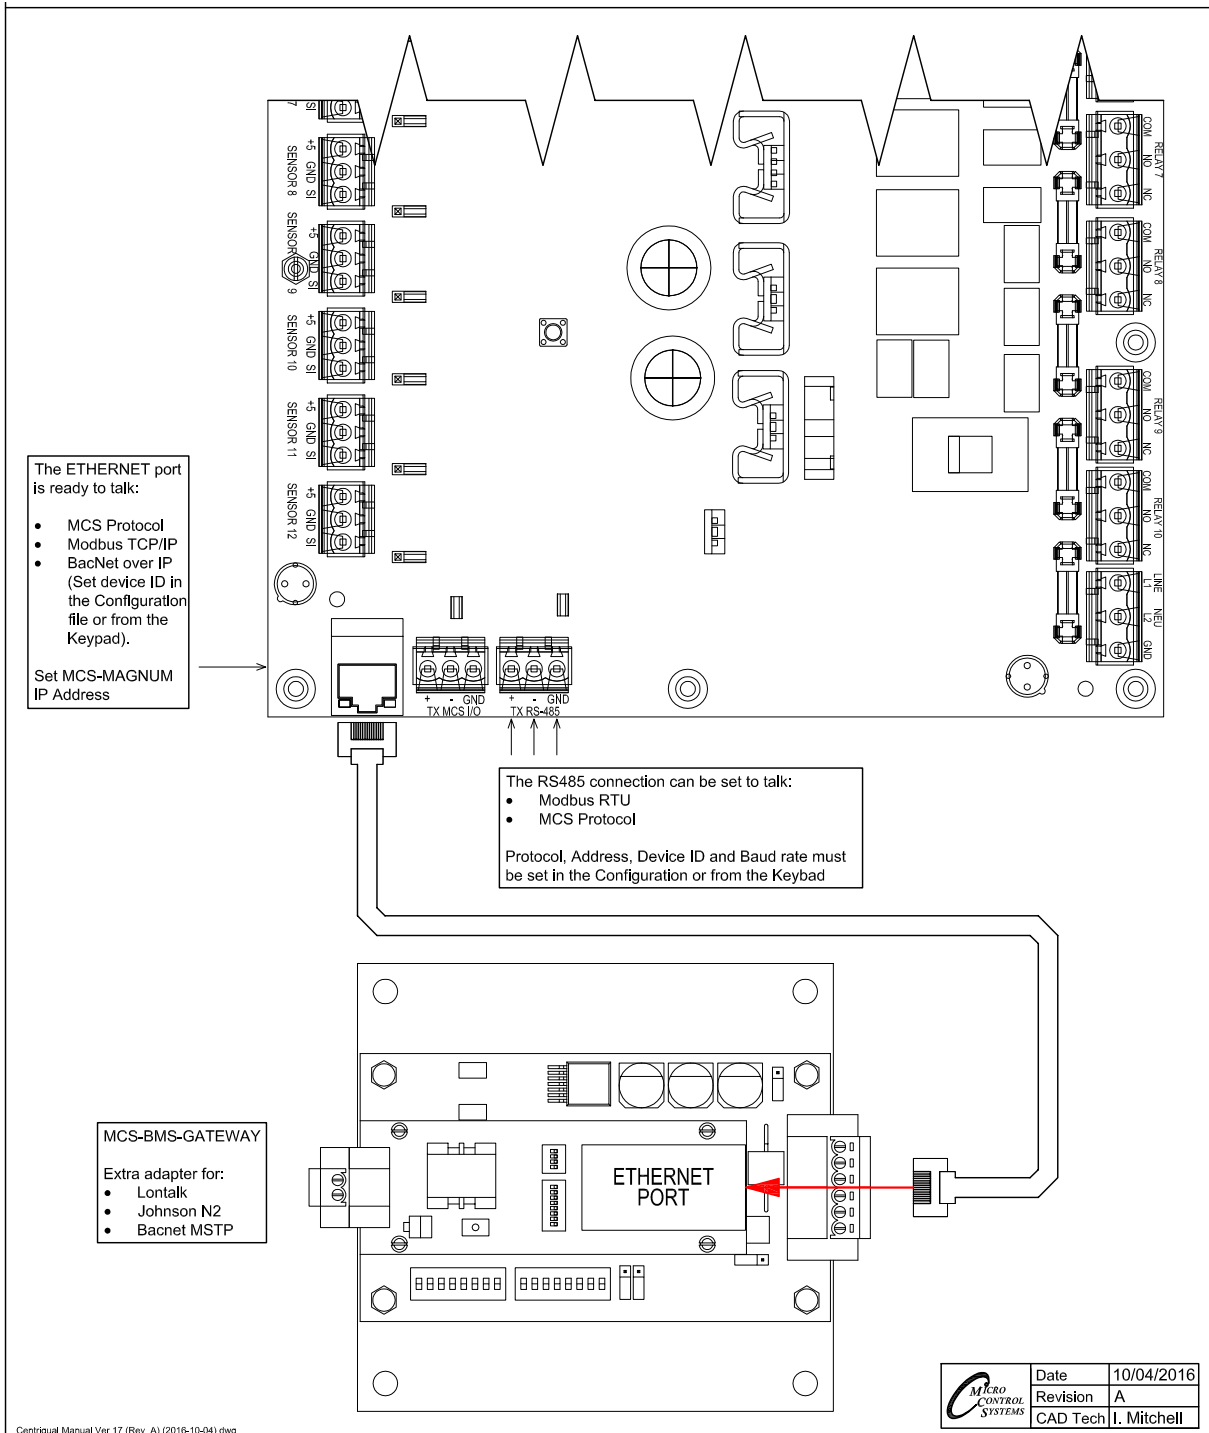 7
SI
+5
GND
SI
SENSOR 8
+5
GND
SI
SENSOR
9
+5
GND
SI
SENSOR 10
+5
GND
SI
SENSOR 11
+5
GND
SI
SENSOR 12
COM
NO
NC
RELAY 7
COM
NO
NC
RELAY 8
COM
NO
NC
RELAY 9
COM
NO
NC
RELAY 10
LINE
L1
NEU
L2
GND
The ETHERNET port
is ready to talk:
• MCS Protocol
• Modbus TCP/IP
• BacNet over IP
(Set device ID in
the Configuration
file or from the
Keypad).
Set MCS-MAGNUM
IP Address
+ - GND
TX MCS I/O
+ - GND
TX RS-485
The RS485 connection can be set to talk:
• Modbus RTU
• MCS Protocol
Protocol, Address, Device ID and Baud rate must
be set in the Configuration or from the Keybad
MCS-BMS-GATEWAY
Extra adapter for:
• Lontalk
• Johnson N2
• Bacnet MSTP
ETHERNET
PORT
MICRO
CONTROL
SYSTEMS
Date 10/04/2016
Revision A
CAD Tech I. Mitchell
Centriqual Manual Ver 17 (Rev A) (2016-10-04).dwg